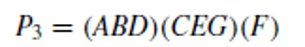 P₃ = (ABD)(CEG)(F)